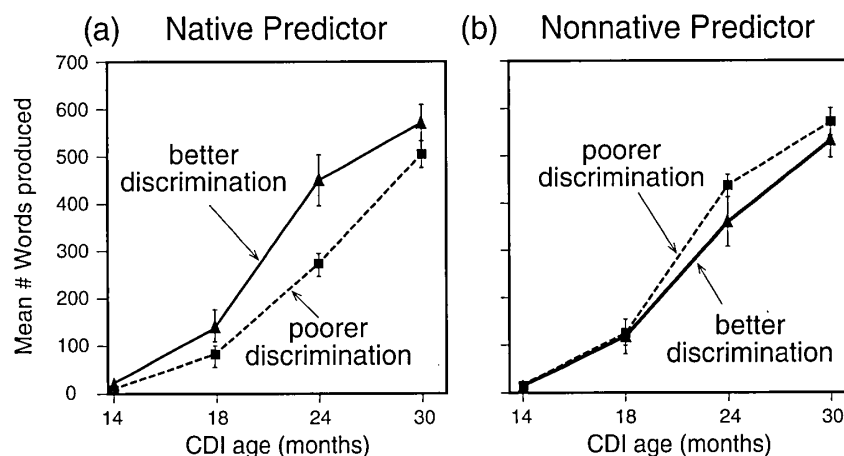 (a) Native Predictor
(b) Nonnative Predictor
Mean # Words produced
700
600
500
400
300
200
100
0
better
discrimination
poorer
discrimination
14 18 24 30
CDI age (months)
poorer
discrimination
better
discrimination
14 18 24 30
CDI age (months)